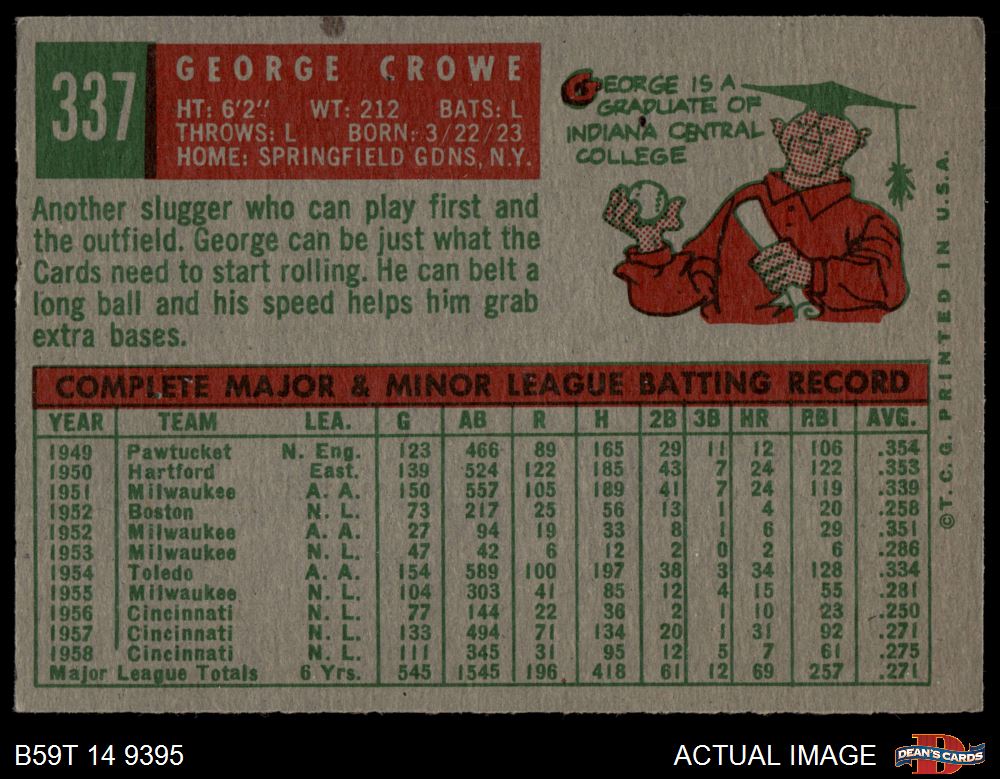 337
GEORGE CROWE
HT: 6'2" WT: 212 BATS: L
THROWS: L BORN: 3/22/23
HOME: SPRINGFIELD GDNS, N.Y.
GEORGE IS A
GRADUATE OF
INDIANA CENTRAL
COLLEGE
Another slugger who can play first and
the outfield. George can be just what the
Cards need to start rolling. He can belt a
long ball and his speed helps him grab
extra bases.
COMPLETE MAJOR & MINOR LEAGUE BATTING RECORD
YEAR TEAM LEA. G AB R H 2B 3B HR RBI AVG.
1949 Pawtucket N. Eng. 123 466 89 165 29 11 12 106 .354
1950 Hartford East. 139 524 122 185 43 7 24 122 .353
1951 Milwaukee A. A. 150 557 105 189 41 7 24 119 .339
1952 Boston N. L. 73 217 25 56 13 1 4 20 .258
1952 Milwaukee A. A. 27 94 19 33 8 1 6 29 .351
1953 Milwaukee N. L. 47 42 6 12 2 0 2 6 .286
1954 Toledo A. A. 154 589 100 197 38 3 34 128 .334
1955 Milwaukee N. L. 104 303 41 85 12 4 15 55 .281
1956 Cincinnati N. L. 77 144 22 36 2 1 10 23 .250
1957 Cincinnati N. L. 133 494 71 134 20 1 31 92 .271
1958 Cincinnati N. L. 111 345 31 95 12 5 7 61 .275
Major League Totals 6 Yrs. 545 1545 196 418 61 12 69 257 .271
©T.C.G. PRINTED IN U.S.A.
B59T 14 9395
ACTUAL IMAGE
DEAN'S CARDS